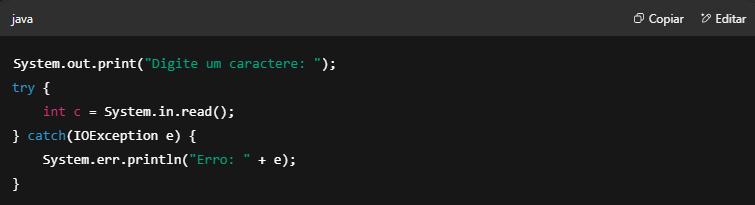 java
Copiar
Editar
System.out.print("Digite um caractere: ");
try {
    int c = System.in.read();
} catch(IOException e) {
    System.err.println("Erro: " + e);
}